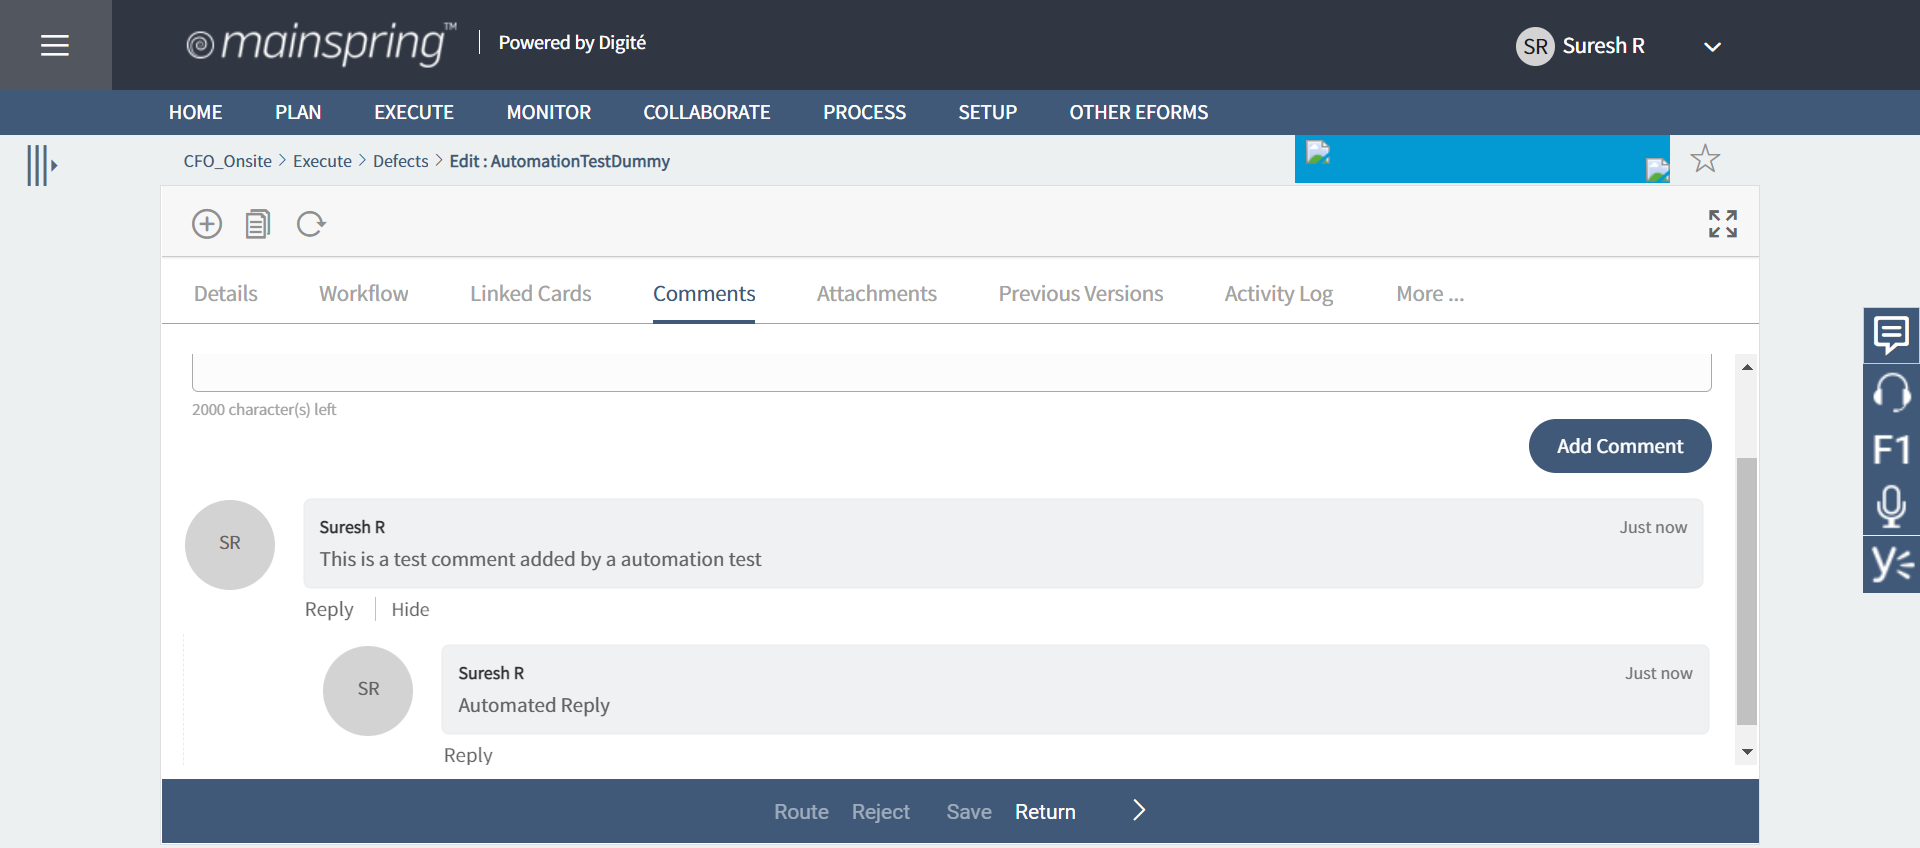 mainspring™ Powered by Digité
SR Suresh R
HOME PLAN EXECUTE MONITOR COLLABORATE PROCESS SETUP OTHER EFORMS
CFO_Onsite > Execute > Defects > Edit : AutomationTestDummy
Details Workflow Linked Cards Comments Attachments Previous Versions Activity Log More ...
2000 character(s) left
Add Comment
SR
Suresh R Just now
This is a test comment added by a automation test
Reply Hide
SR
Suresh R Just now
Automated Reply
Reply
Route Reject Save Return
F1